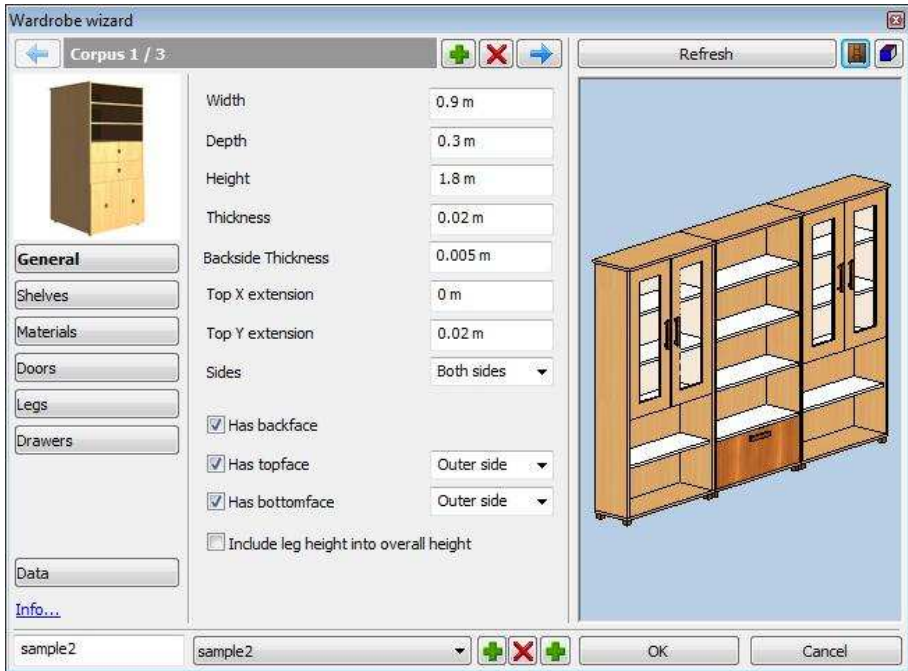 Wardrobe wizard
Corpus 1 / 3
Refresh
Width 0.9 m
Depth 0.3 m
Height 1.8 m
Thickness 0.02 m
Backside Thickness 0.005 m
Top X extension 0 m
Top Y extension 0.02 m
Sides Both sides
Has backface
Has topface Outer side
Has bottomface Outer side
Include leg height into overall height
General
Shelves
Materials
Doors
Legs
Drawers
Data
Info...
sample2 sample2 OK Cancel